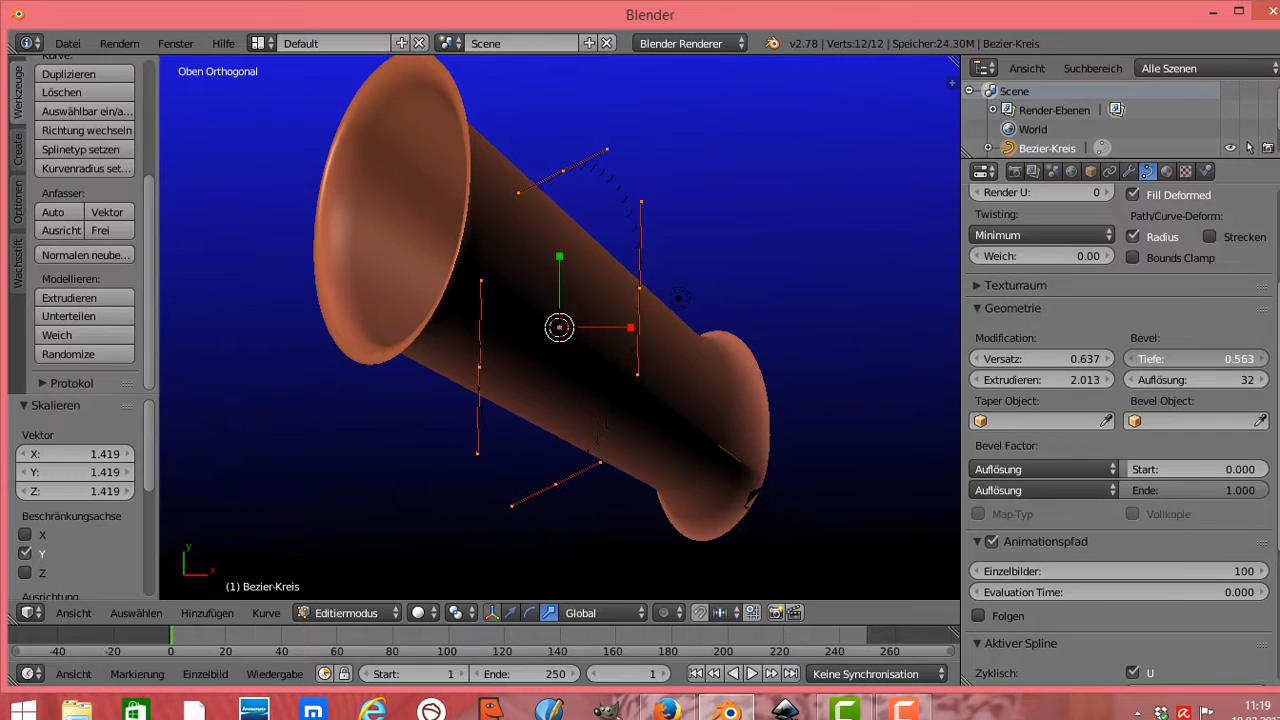 Blender
Datei Rendern Fenster Hilfe Default Scene Blender Renderer v2.78 | Verts:12/12 | Speicher:24.30M | Bezier-Kreis
Werkzeuge
Create
Optionen
Duplizieren
Löschen
Auswählbar ein/a...
Richtung wechseln
Splinetyp setzen
Kurvenradius set...
Anfasser:
Auto Vektor
Ausricht Frei
Normalen neube...
Modellieren:
Extrudieren
Unterteilen
Weich
Randomize
Protokol
Skalieren
Vektor
X: 1.419
Y: 1.419
Z: 1.419
Beschränkungsachse
X
Y
Z
Oben Orthogonal
y
x
(1) Bezier-Kreis
Ansicht Auswählen Hinzufügen Kurve Editiermodus Global
-40 -20 0 20 40 60 80 100 120 140 160 180 200 220 240 260
Ansicht Markierung Einzelbild Wiedergabe Start: 1 Ende: 250 1 Keine Synchronisation
Ansicht Suchbereich Alle Szenen
Scene
Render-Ebenen
World
Bezier-Kreis
Render U: 0 Fill Deformed
Twisting: Path/Curve-Deform:
Minimum Radius Strecken
Weich: 0.00 Bounds Clamp
Texturraum
Geometrie
Modification: Bevel:
Versatz: 0.637 Tiefe: 0.563
Extrudieren: 2.013 Auflösung: 32
Taper Object: Bevel Object:
Bevel Factor:
Auflösung Start: 0.000
Auflösung Ende: 1.000
Map-Typ Vollkopie
Animationspfad
Einzelbilder: 100
Evaluation Time: 0.000
Folgen
Aktiver Spline
Zyklisch: U
lenovo
11:19